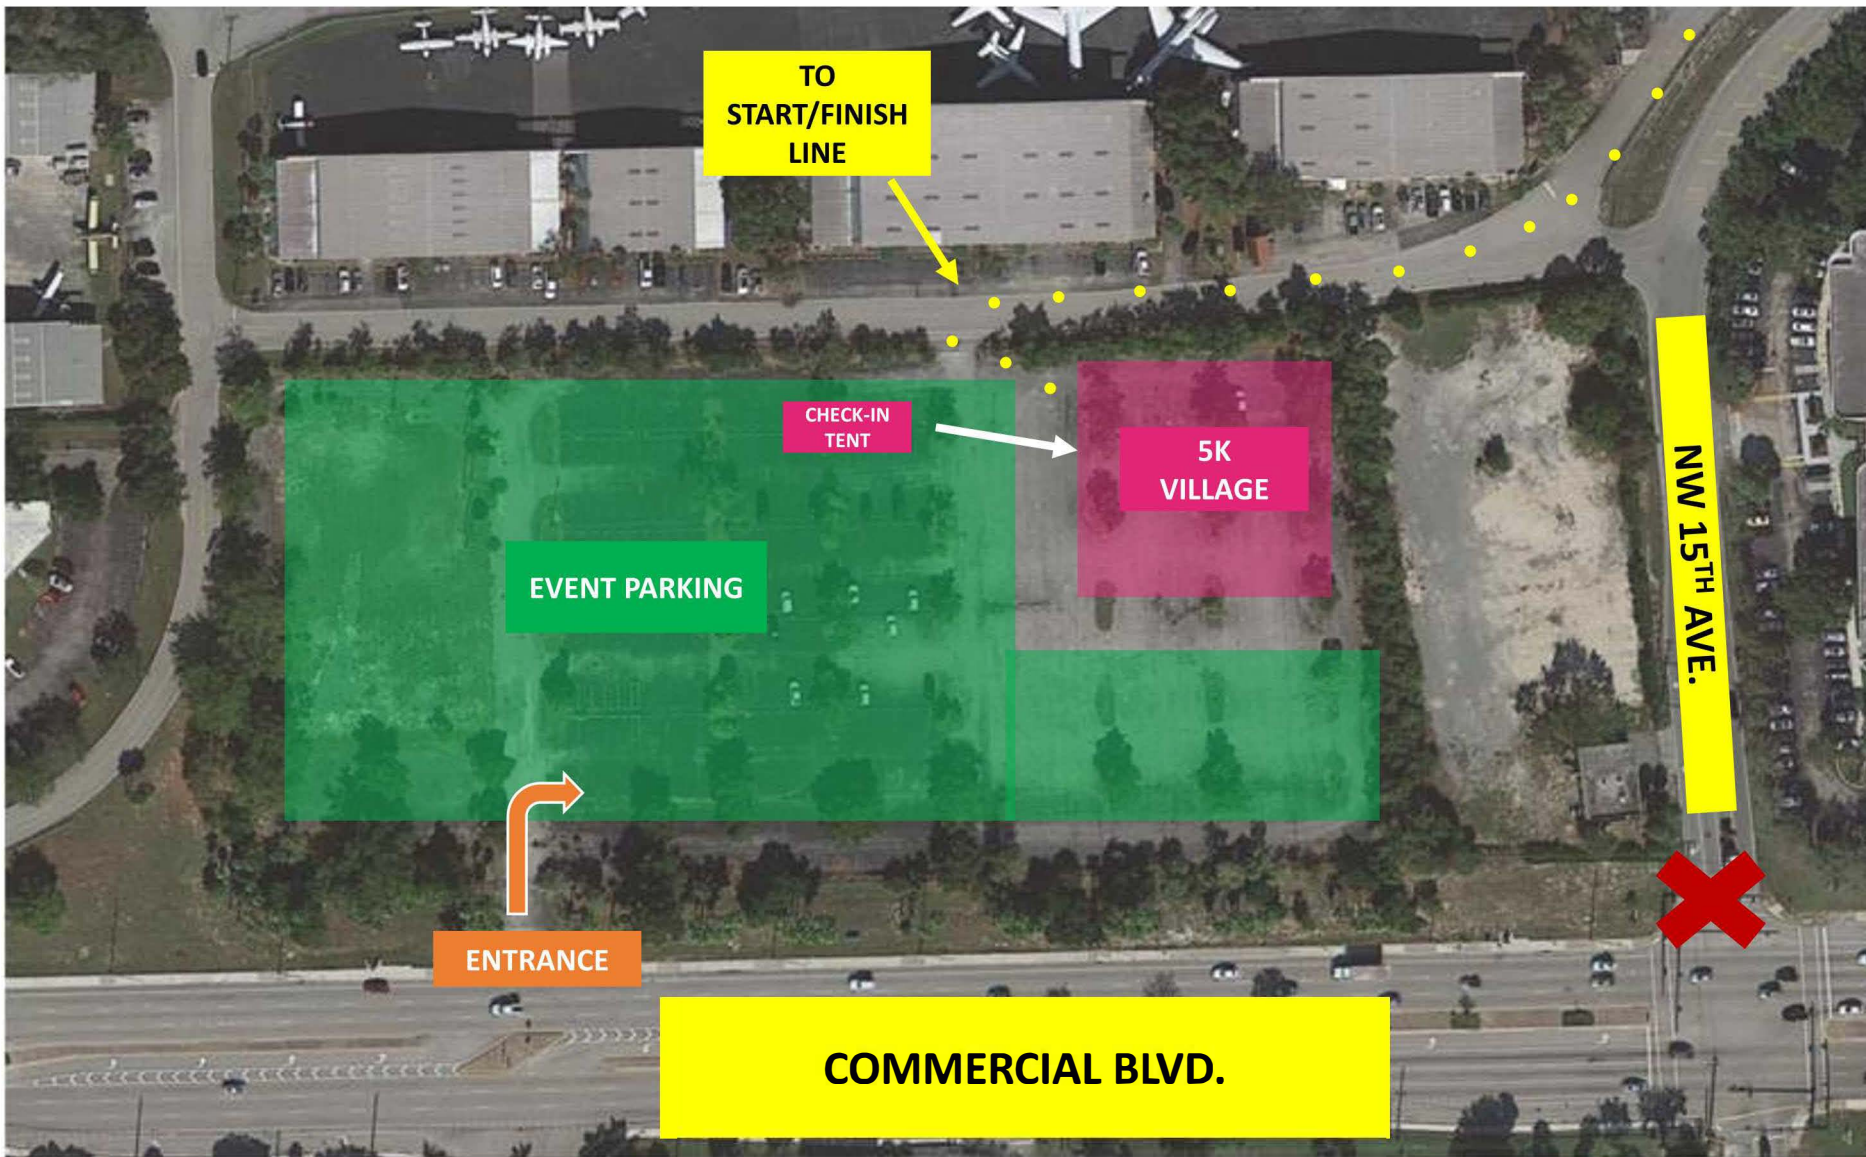 TO
START/FINISH
LINE
CHECK-IN
TENT
5K
VILLAGE
EVENT PARKING
NW 15TH AVE.
ENTRANCE
COMMERCIAL BLVD.